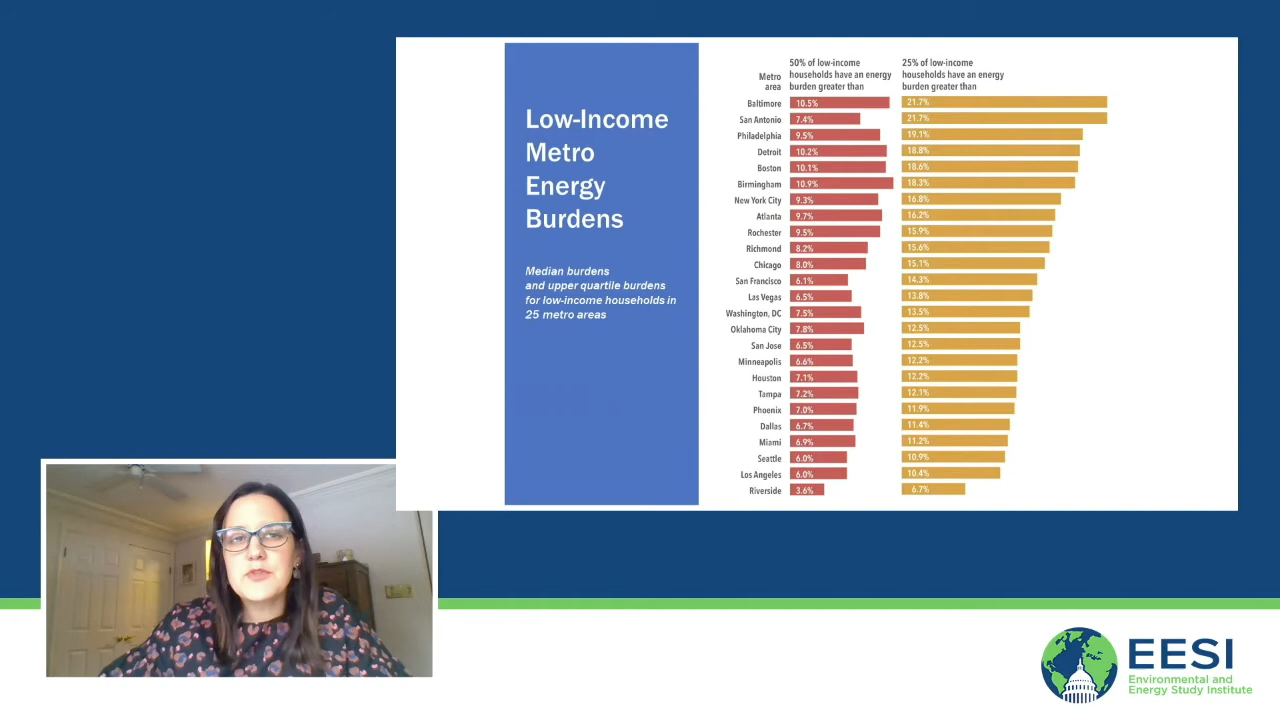 Low-Income
Metro
Energy
Burdens
Median burdens
and upper quartile burdens
for low-income households in
25 metro areas
Metro
area
50% of low-income
households have an energy
burden greater than
25% of low-income
households have an energy
burden greater than
Baltimore 10.5% 21.7%
San Antonio 7.4% 21.7%
Philadelphia 9.5% 19.1%
Detroit 10.2% 18.8%
Boston 10.1% 18.6%
Birmingham 10.9% 18.3%
New York City 9.3% 16.8%
Atlanta 9.7% 16.2%
Rochester 9.5% 15.9%
Richmond 8.2% 15.6%
Chicago 8.0% 15.1%
San Francisco 6.1% 14.3%
Las Vegas 6.5% 13.8%
Washington, DC 7.5% 13.5%
Oklahoma City 7.8% 12.5%
San Jose 6.5% 12.5%
Minneapolis 6.6% 12.2%
Houston 7.1% 12.2%
Tampa 7.2% 12.1%
Phoenix 7.0% 11.9%
Dallas 6.7% 11.4%
Miami 6.9% 11.2%
Seattle 6.0% 10.9%
Los Angeles 6.0% 10.4%
Riverside 3.6% 6.7%
EESI
Environmental and
Energy Study Institute